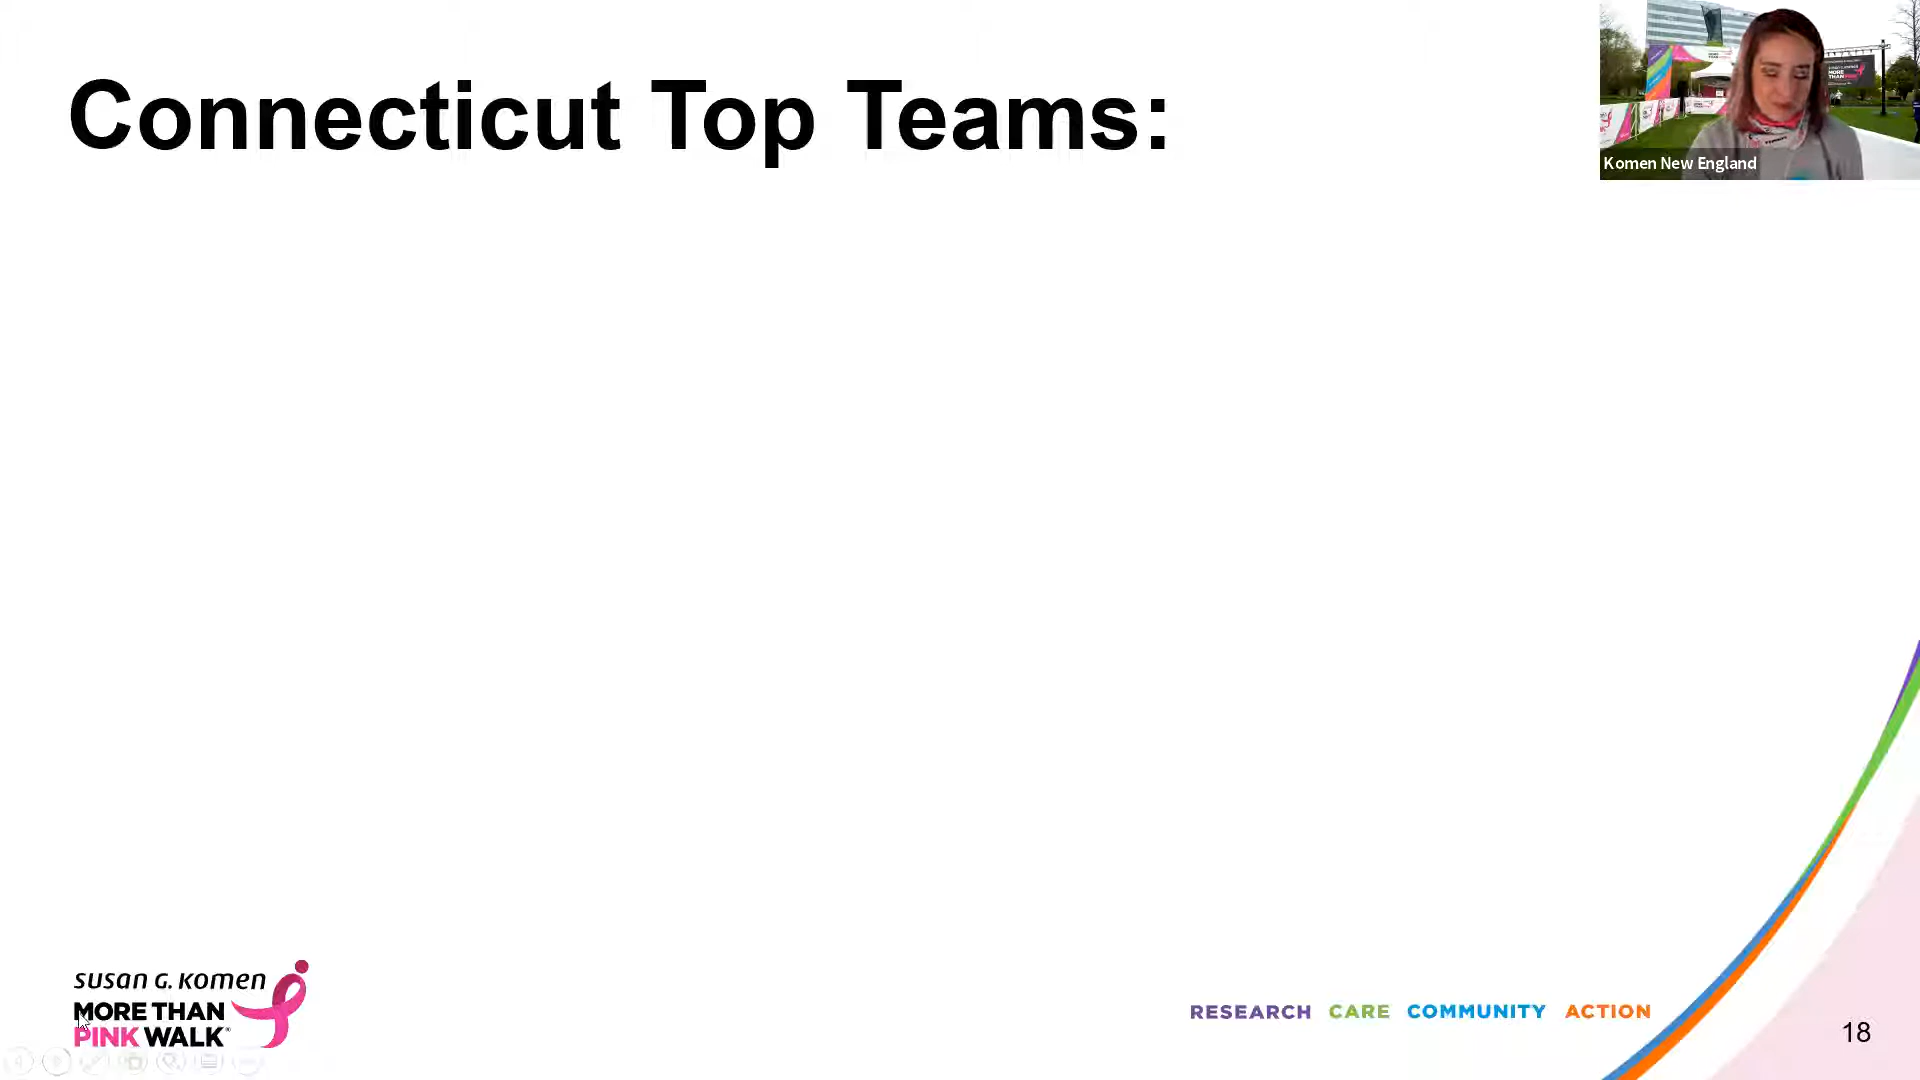 Connecticut Top Teams:
Komen New England
susan G. Komen
MORE THAN
PINK WALK®
RESEARCH CARE COMMUNITY ACTION
18